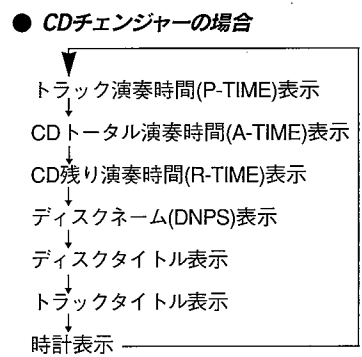 ● CDチェンジャーの場合
トラック演奏時間(P-TIME)表示
CDトータル演奏時間(A-TIME)表示
CD残り演奏時間(R-TIME)表示
ディスクネーム(DNPS)表示
ディスクタイトル表示
トラックタイトル表示
時計表示